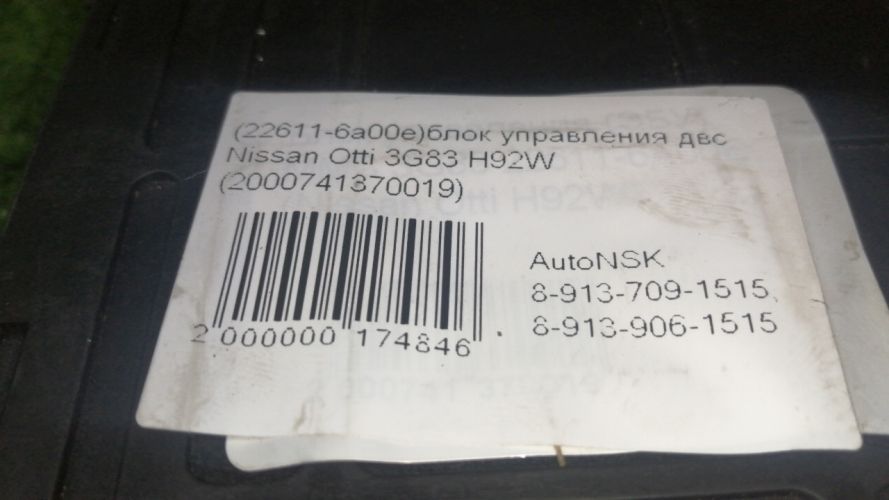 (22611-6a00e)блок управления двс
Nissan Otti 3G83 H92W
(2000741370019)
2 000000 174846
AutoNSK
8-913-709-1515,
8-913-906-1515